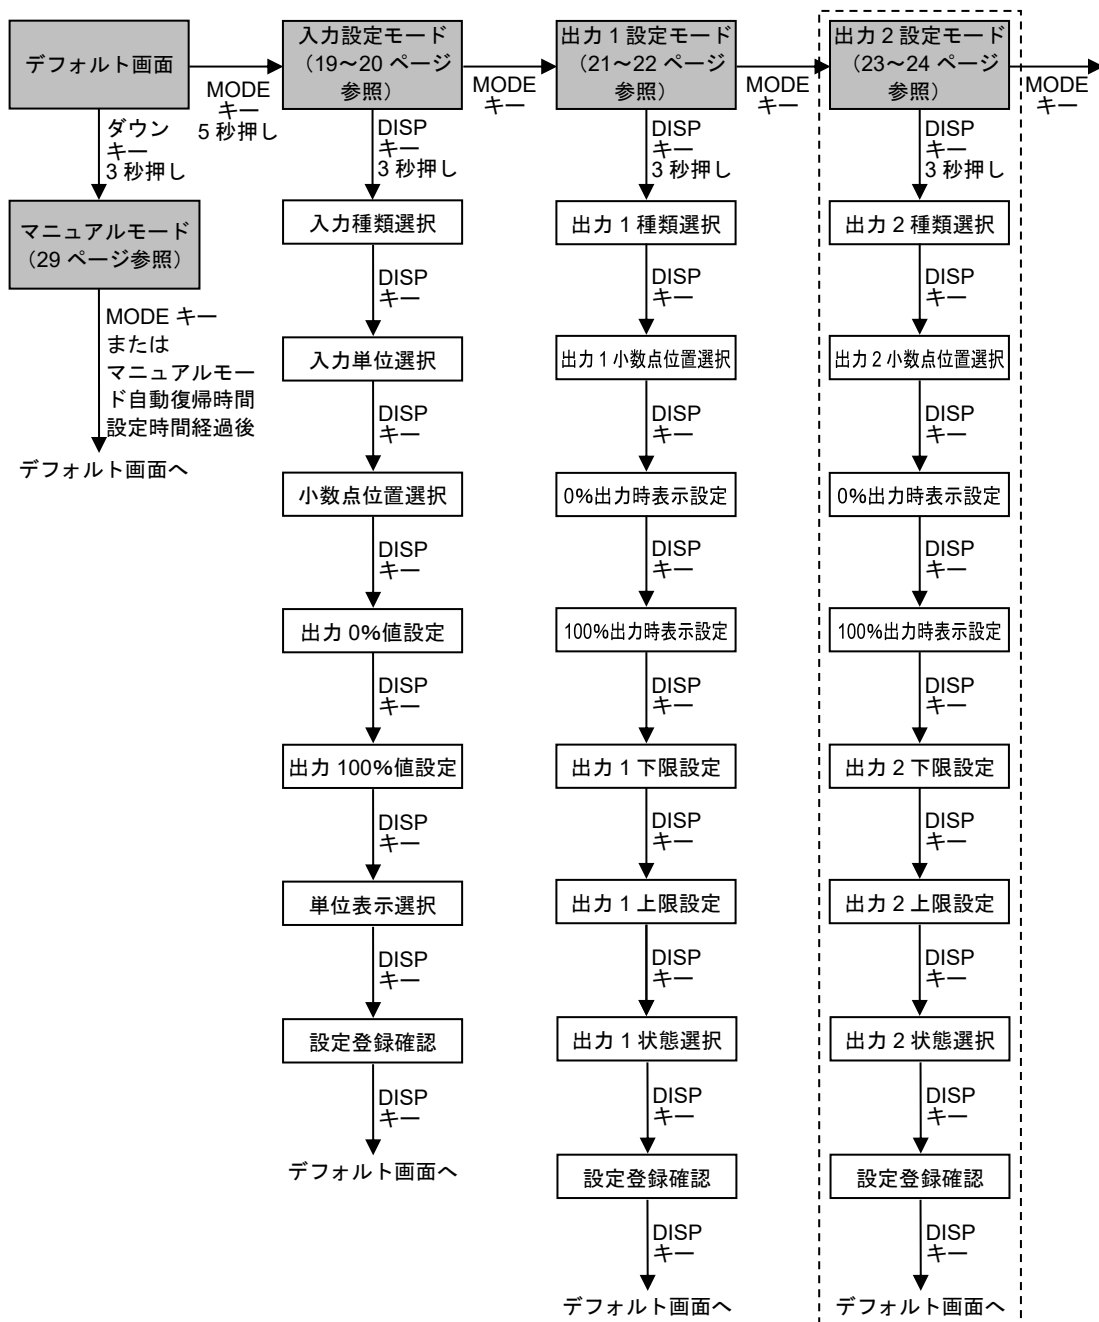 デフォルト画面
MODE
キー
5 秒押し
ダウン
キー
3 秒押し
マニュアルモード
（29 ページ参照）
MODE キー
または
マニュアルモー
ド自動復帰時間
設定時間経過後
デフォルト画面へ
入力設定モード
（19～20 ページ
参照）
MODE
キー
DISP
キー
3 秒押し
入力種類選択
DISP
キー
入力単位選択
DISP
キー
小数点位置選択
DISP
キー
出力 0%値設定
DISP
キー
出力 100%値設定
DISP
キー
単位表示選択
DISP
キー
設定登録確認
DISP
キー
デフォルト画面へ
出力 1 設定モード
（21～22 ページ
参照）
MODE
キー
DISP
キー
3 秒押し
出力 1 種類選択
DISP
キー
出力 1 小数点位置選択
DISP
キー
0%出力時表示設定
DISP
キー
100%出力時表示設定
DISP
キー
出力 1 下限設定
DISP
キー
出力 1 上限設定
DISP
キー
出力 1 状態選択
DISP
キー
設定登録確認
DISP
キー
デフォルト画面へ
出力 2 設定モード
（23～24 ページ
参照）
MODE
キー
DISP
キー
3 秒押し
出力 2 種類選択
DISP
キー
出力 2 小数点位置選択
DISP
キー
0%出力時表示設定
DISP
キー
100%出力時表示設定
DISP
キー
出力 2 下限設定
DISP
キー
出力 2 上限設定
DISP
キー
出力 2 状態選択
DISP
キー
設定登録確認
DISP
キー
デフォルト画面へ